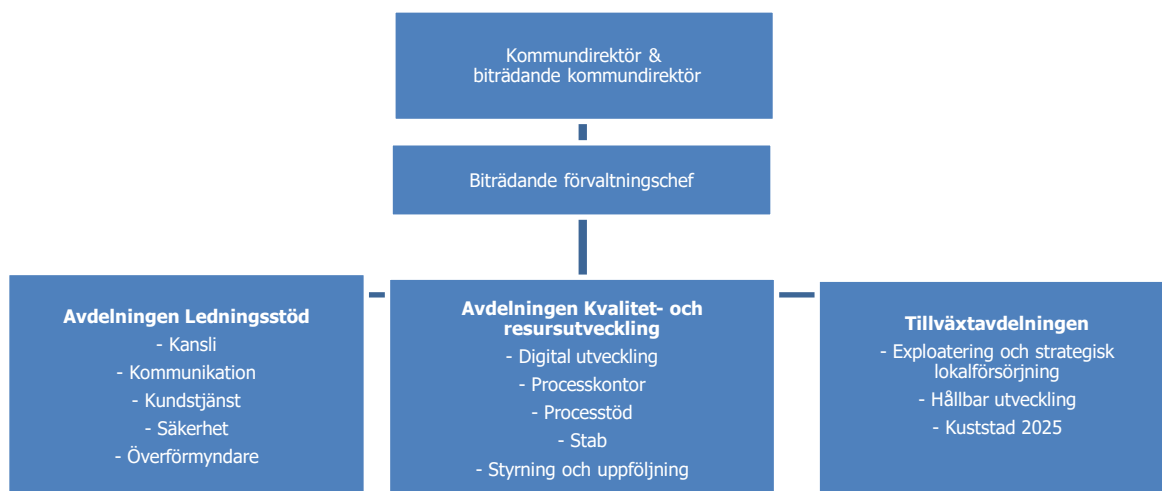 Kommundirektör &
biträdande kommundirektör
Biträdande förvaltningschef
Avdelningen Ledningsstöd
- Kansli
- Kommunikation
- Kundstjänst
- Säkerhet
- Överförmyndare
Avdelningen Kvalitet- och
resursutveckling
- Digital utveckling
- Processkontor
- Processtöd
- Stab
- Styrning och uppföljning
Tillväxtavdelningen
- Exploatering och strategisk
lokalförsörjning
- Hållbar utveckling
- Kuststad 2025